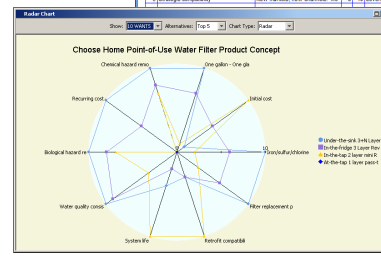 Radar Chart
Show: 10 WANTS Alternatives: Top 5 Chart Type: Radar
Choose Home Point-of-Use Water Filter Product Concept
Chemical hazard remo
One gallon - One gla
Recurring cost
Initial cost
Biological hazard re
0
10
Iron/sulfur/chlorine
Under-the-sink 3+N Layer
In-the-fridge 3 Layer Rev
In-the-tap 2 layer mini R
At-the-tap 1 layer pass-t
Water quality consis
Filter replacement p
System life
Retrofit compatibili